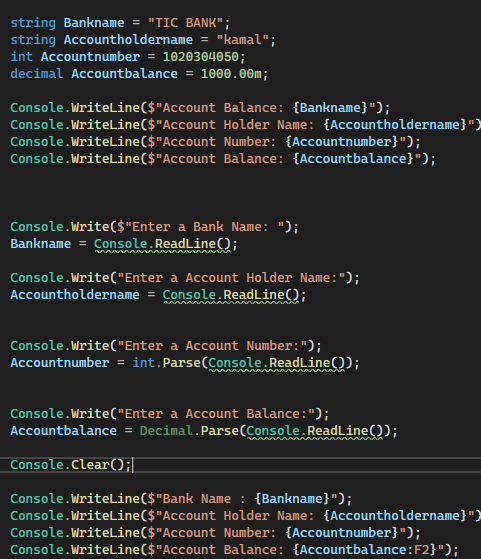 string Bankname = "TIC BANK";
string Accountholdername = "kamal";
int Accountnumber = 1020304050;
decimal Accountbalance = 1000.00m;
Console.WriteLine($"Account Balance: {Bankname}");
Console.WriteLine($"Account Holder Name: {Accountholdername}")
Console.WriteLine($"Account Number: {Accountnumber}");
Console.WriteLine($"Account Balance: {Accountbalance}");
Console.Write($"Enter a Bank Name: ");
Bankname = Console.ReadLine();
Console.Write("Enter a Account Holder Name:");
Accountholdername = Console.ReadLine();
Console.Write("Enter a Account Number:");
Accountnumber = int.Parse(Console.ReadLine());
Console.Write("Enter a Account Balance:");
Accountbalance = Decimal.Parse(Console.ReadLine());
Console.Clear();
Console.WriteLine($"Bank Name : {Bankname}");
Console.WriteLine($"Account Holder Name: {Accountholdername}")
Console.WriteLine($"Account Number: {Accountnumber}");
Console.WriteLine($"Account Balance: {Accountbalance:F2}");